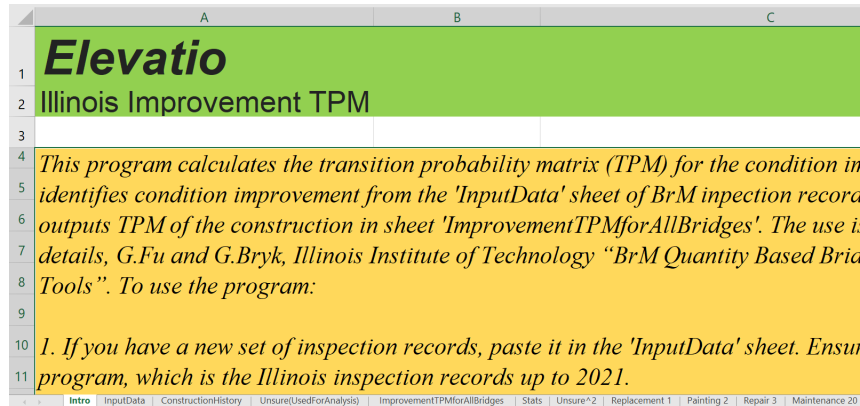 A B C
1 Elevatio
2 Illinois Improvement TPM
3
4 This program calculates the transition probability matrix (TPM) for the condition
5 identifies condition improvement from the 'InputData' sheet of BrM inpection record
6 outputs TPM of the construction in sheet 'ImprovementTPMforAllBridges'. The use
7 details, G.Fu and G.Bryk, Illinois Institute of Technology “BrM Quantity Based
8 Tools”. To use the program:
9
10 1. If you have a new set of inspection records, paste it in the 'InputData' sheet.
11 program, which is the Illinois inspection records up to 2021.
Intro InputData ConstructionHistory Unsure(UsedForAnalysis) ImprovementTPMforAllBridges Stats Unsure^2 Replacement 1 Painting 2 Repair 3 Maintenance 20